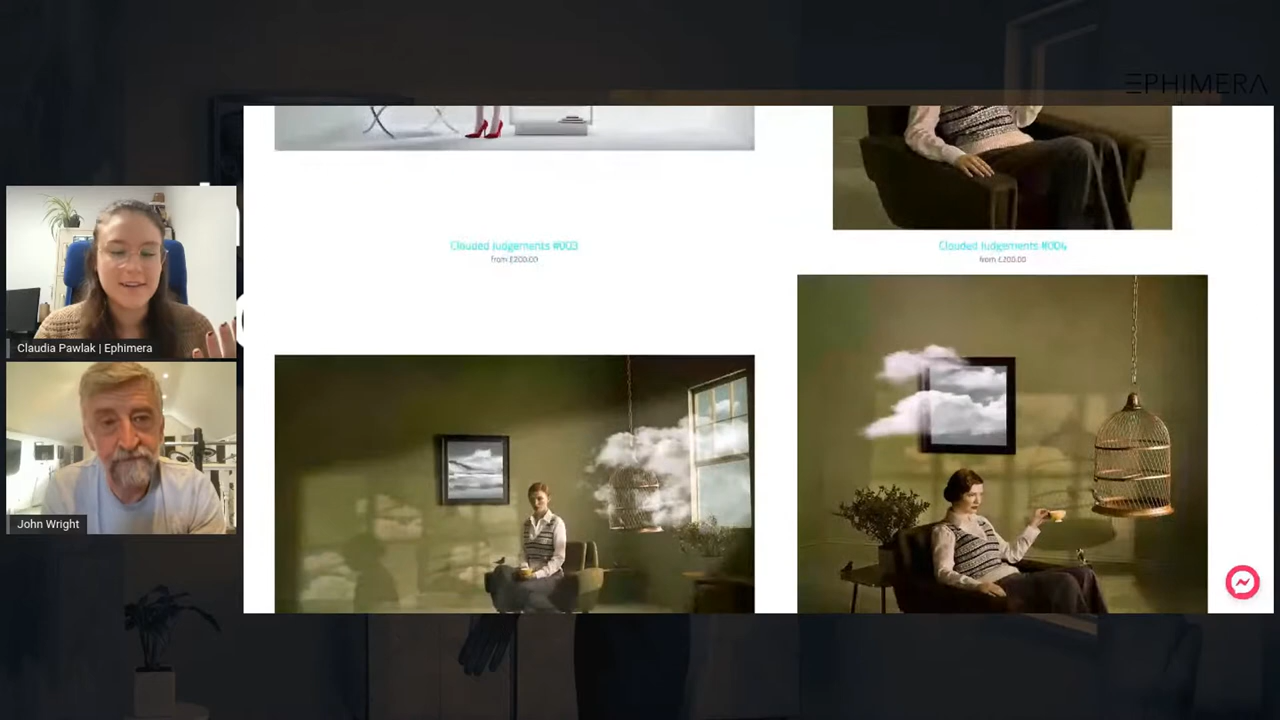 EPHIMERA
Clouded Judgements #003
from £200.00
Clouded Judgements #004
from £200.00
Claudia Pawlak | Ephimera
John Wright